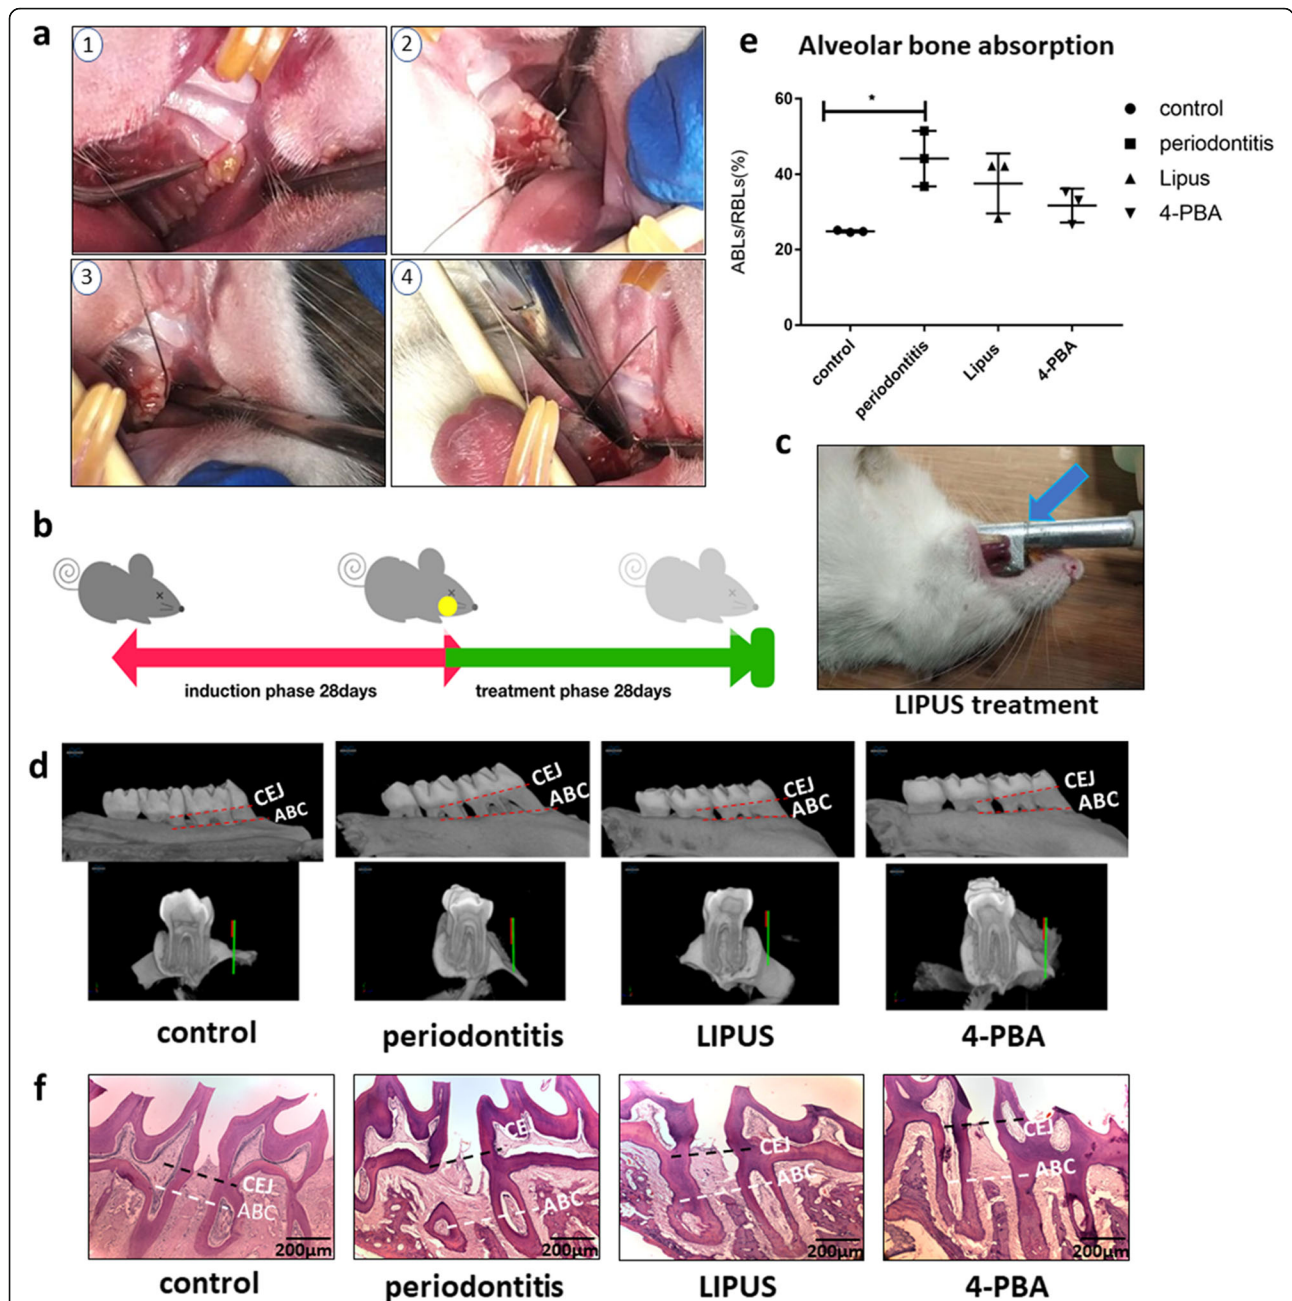 a
1
2
3
4
e
Alveolar bone absorption
ABLs/RBLs(%)
60
40
20
0
*
control
periodontitis
Lipus
4-PBA
control
periodontitis
Lipus
4-PBA
b
induction phase 28days
treatment phase 28days
c
LIPUS treatment
d
CEJ
ABC
CEJ
ABC
CEJ
ABC
CEJ
ABC
control
periodontitis
LIPUS
4-PBA
f
CEJ
ABC
200μm
CEJ
ABC
200μm
CEJ
ABC
200μm
CEJ
ABC
200μm
control
periodontitis
LIPUS
4-PBA